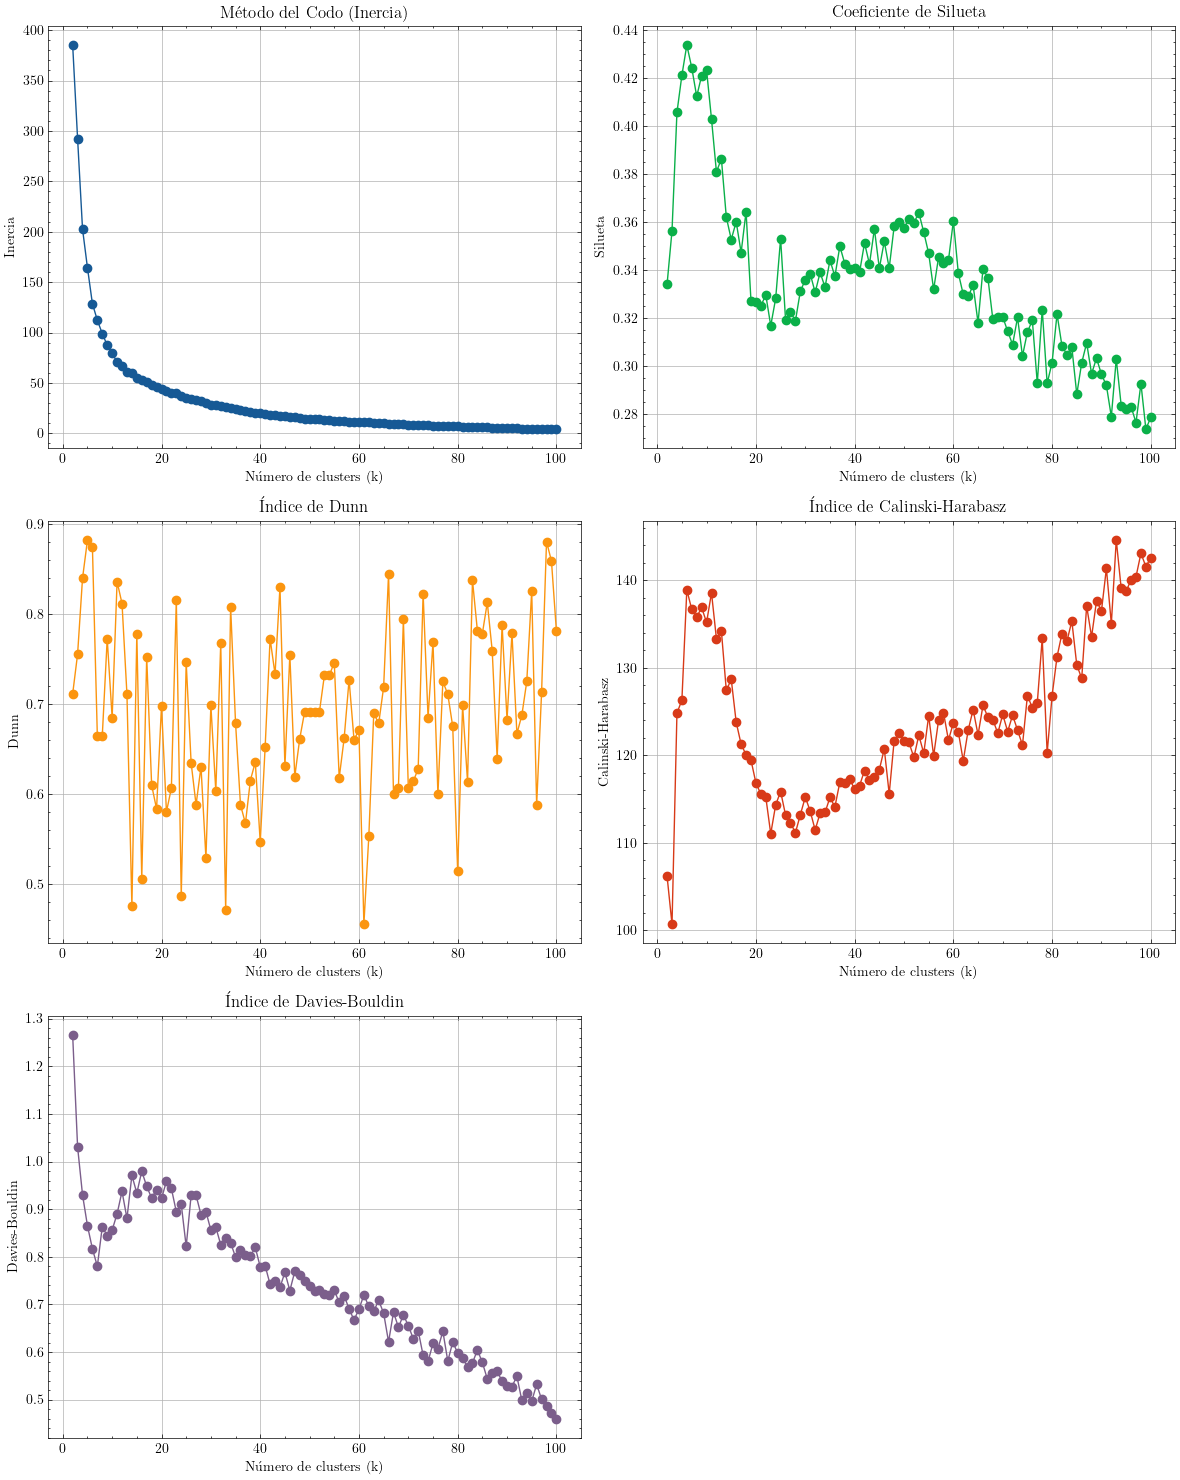 Método del Codo (Inercia)
400
350
300
250
200
150
100
50
0
Inercia
0 20 40 60 80 100
Número de clusters (k)
Coeficiente de Silueta
0.44
0.42
0.40
0.38
0.36
0.34
0.32
0.30
0.28
Silueta
0 20 40 60 80 100
Número de clusters (k)
Índice de Dunn
0.9
0.8
0.7
0.6
0.5
Dunn
0 20 40 60 80 100
Número de clusters (k)
Índice de Calinski-Harabasz
140
130
120
110
100
Calinski-Harabasz
0 20 40 60 80 100
Número de clusters (k)
Índice de Davies-Bouldin
1.3
1.2
1.1
1.0
0.9
0.8
0.7
0.6
0.5
Davies-Bouldin
0 20 40 60 80 100
Número de clusters (k)